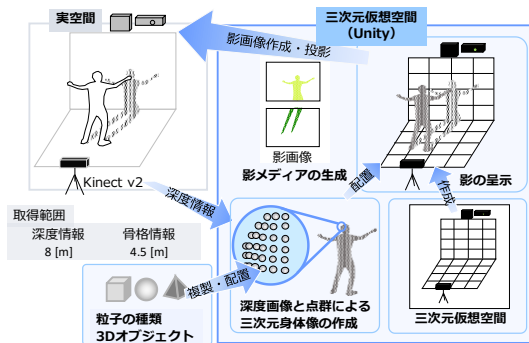 実空間
三次元仮想空間
（Unity）
影画像作成・投影
影画像
影メディアの生成
影の呈示
Kinect v2
深度情報
配置
作成
取得範囲
深度情報
骨格情報
8 [m]
4.5 [m]
複製・配置
粒子の種類
3Dオブジェクト
深度画像と点群による
三次元身体像の作成
三次元仮想空間